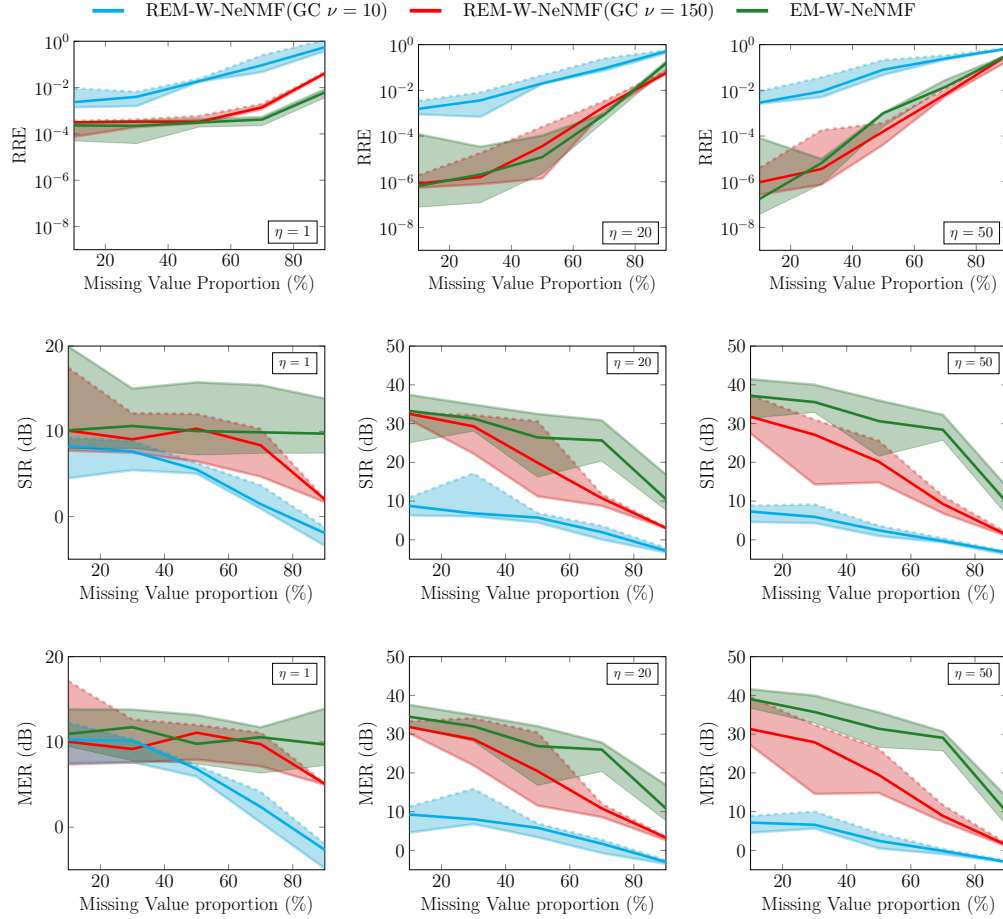 REM-W-NeNMF(GC ν = 10) REM-W-NeNMF(GC ν = 150) EM-W-NeNMF
10^0 10^0 10^0
10^−2 10^−2 10^−2
10^−4 10^−4 10^−4
10^−6 10^−6 10^−6
10^−8 10^−8 10^−8
RRE RRE RRE
η = 1 η = 20 η = 50
20 40 60 80 20 40 60 80 20 40 60 80
Missing Value Proportion (%) Missing Value Proportion (%) Missing Value Proportion (%)
20 50 50
40 40
10 30 30
20 20
10 10
0 0 0
SIR (dB) SIR (dB) SIR (dB)
η = 1 η = 20 η = 50
20 40 60 80 20 40 60 80 20 40 60 80
Missing Value proportion (%) Missing Value proportion (%) Missing Value proportion (%)
20 50 50
40 40
10 30 30
20 20
10 10
0 0 0
MER (dB) MER (dB) MER (dB)
η = 1 η = 20 η = 50
20 40 60 80 20 40 60 80 20 40 60 80
Missing Value proportion (%) Missing Value proportion (%) Missing Value proportion (%)